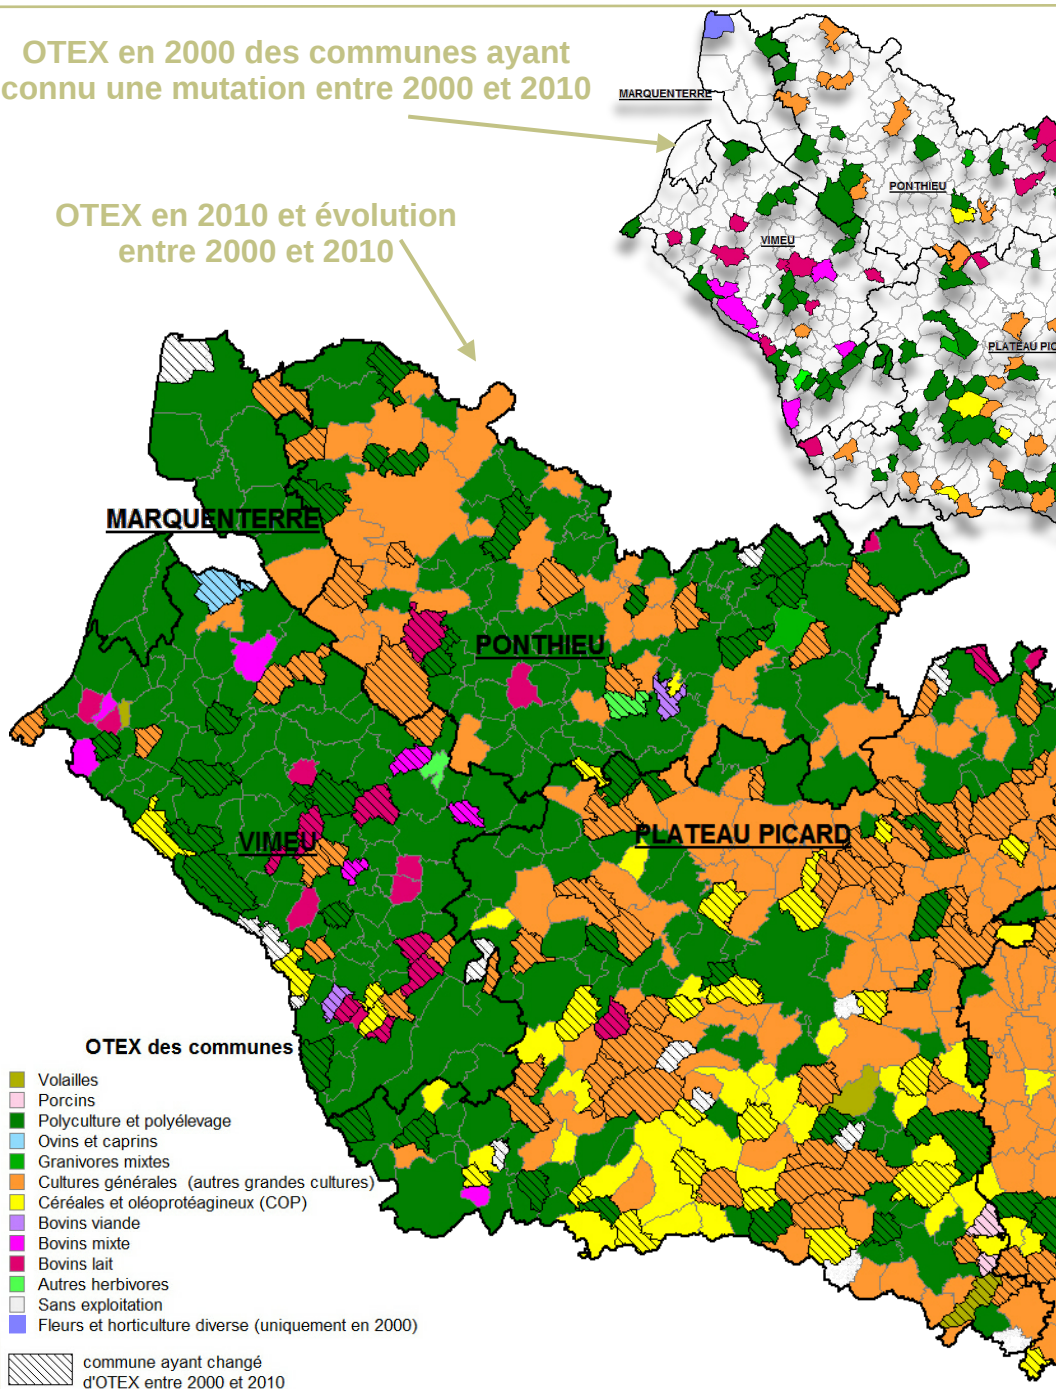 OTEX en 2000 des communes ayant
connu une mutation entre 2000 et 2010
OTEX en 2010 et évolution
entre 2000 et 2010
MARQUENTERRE
PONTHIEU
VIMEU
PLATEAU PIC
MARQUENTERRE
PONTHIEU
VIMEU
PLATEAU PICARD
OTEX des communes
Volailles
Porcins
Polyculture et polyélevage
Ovins et caprins
Granivores mixtes
Cultures générales (autres grandes cultures)
Céréales et oléoprotéagineux (COP)
Bovins viande
Bovins mixte
Bovins lait
Autres herbivores
Sans exploitation
Fleurs et horticulture diverse (uniquement en 2000)
commune ayant changé
d'OTEX entre 2000 et 2010